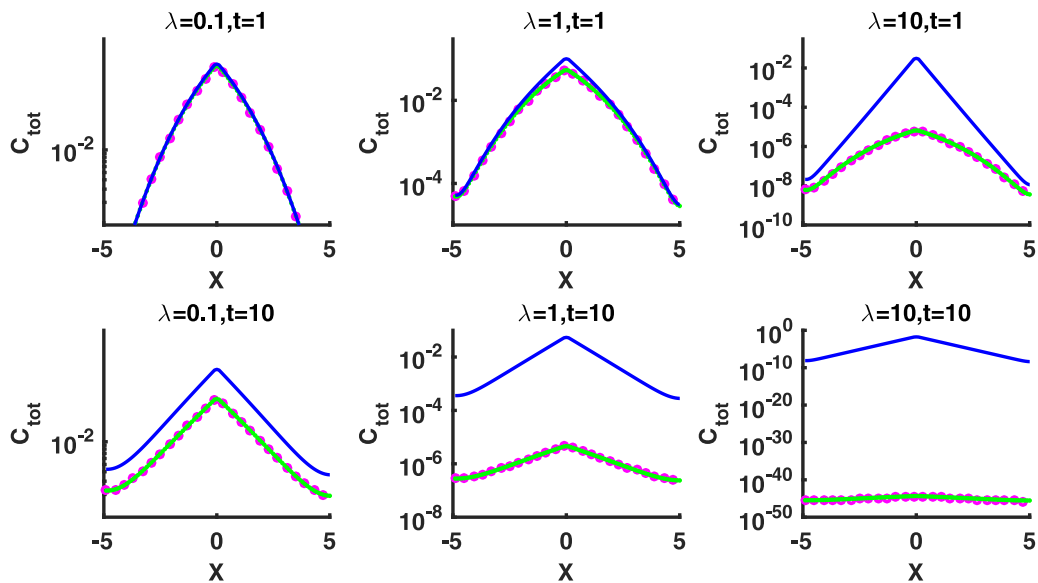 λ=0.1,t=1
C_tot
10^-2
-5 0 5
X
λ=1,t=1
C_tot
10^-2
10^-4
-5 0 5
X
λ=10,t=1
C_tot
10^-2
10^-4
10^-6
10^-8
10^-10
-5 0 5
X
λ=0.1,t=10
C_tot
10^-2
-5 0 5
X
λ=1,t=10
C_tot
10^-2
10^-4
10^-6
10^-8
-5 0 5
X
λ=10,t=10
C_tot
10^0
10^-10
10^-20
10^-30
10^-40
10^-50
-5 0 5
X